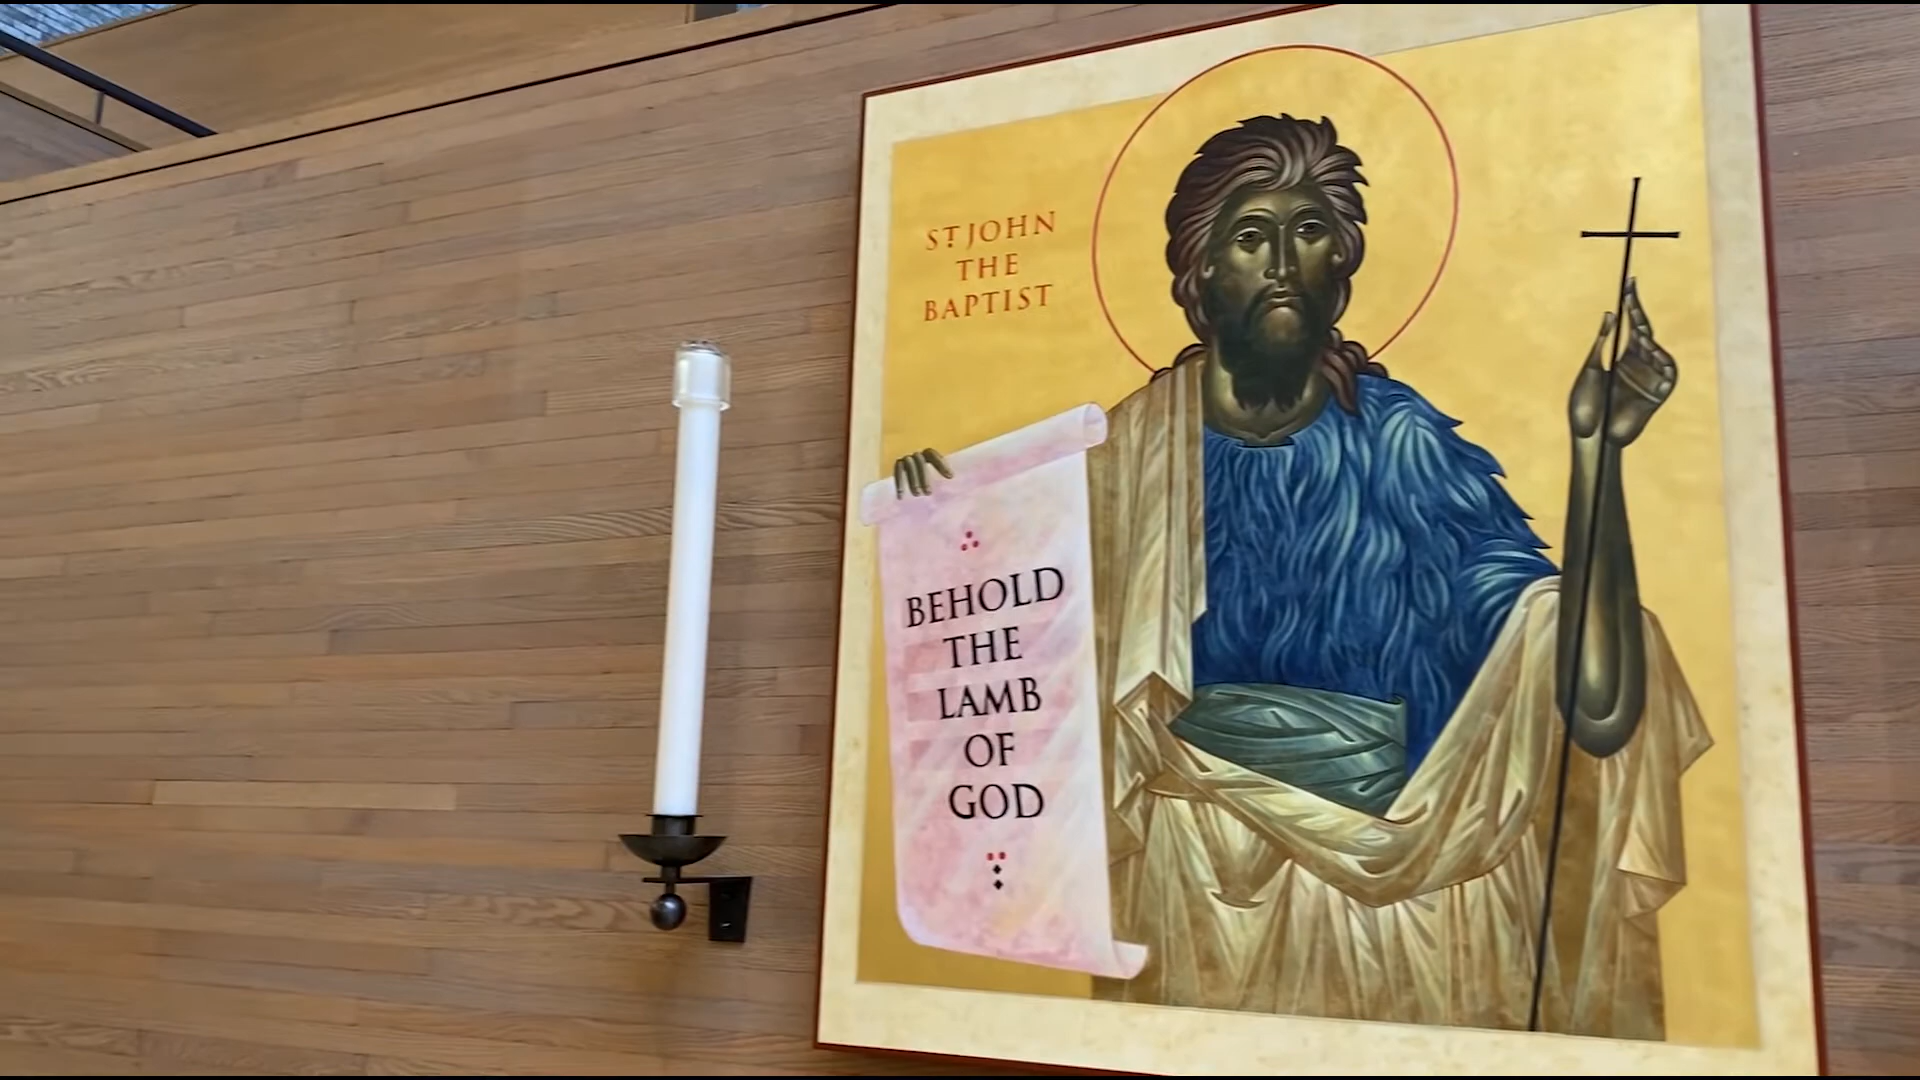 ST JOHN
THE
BAPTIST
BEHOLD
THE
LAMB
OF
GOD